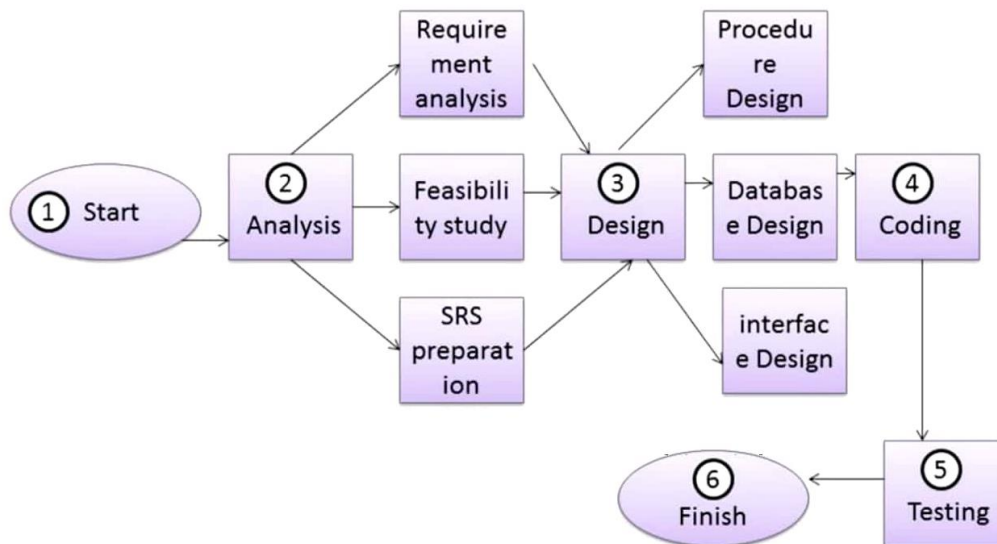 1 Start
2
Analysis
Require
ment
analysis
Feasibili
ty study
SRS
preparat
ion
3
Design
Procedu
re
Design
Databas
e Design
interfac
e Design
4
Coding
5
Testing
6
Finish